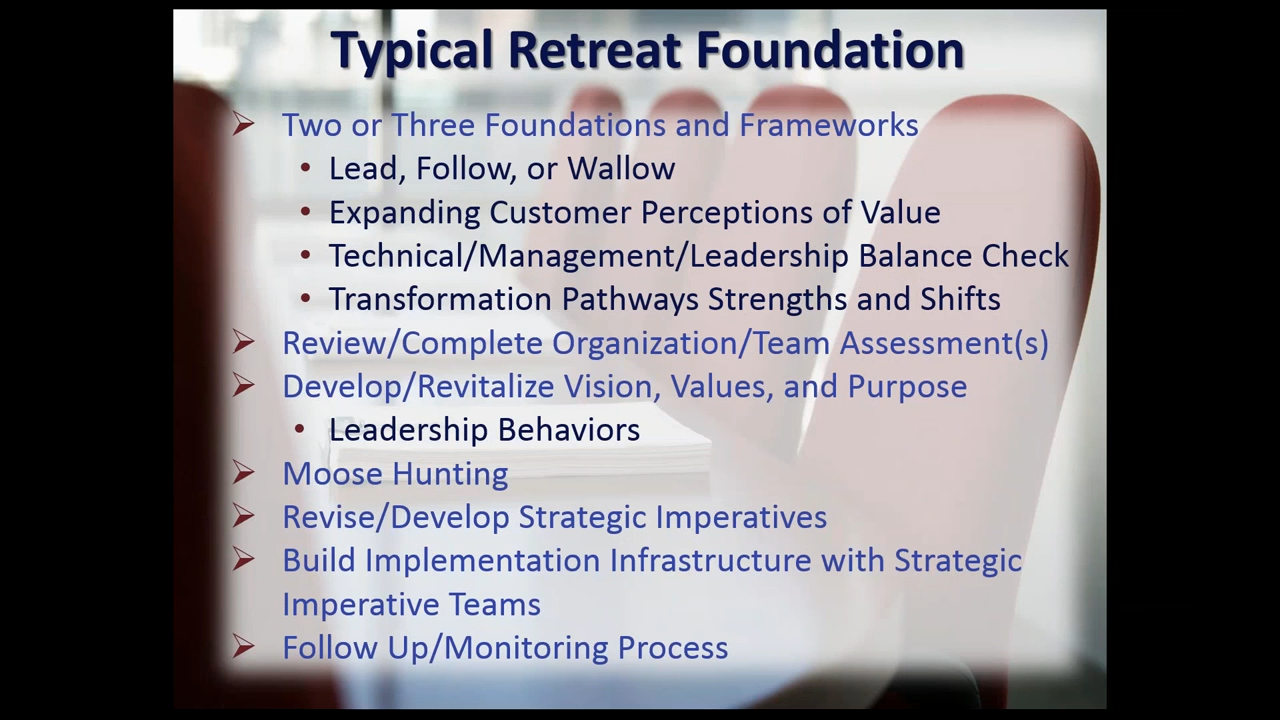 Typical Retreat Foundation
➢ Two or Three Foundations and Frameworks
• Lead, Follow, or Wallow
• Expanding Customer Perceptions of Value
• Technical/Management/Leadership Balance Check
• Transformation Pathways Strengths and Shifts
➢ Review/Complete Organization/Team Assessment(s)
➢ Develop/Revitalize Vision, Values, and Purpose
• Leadership Behaviors
➢ Moose Hunting
➢ Revise/Develop Strategic Imperatives
➢ Build Implementation Infrastructure with Strategic
Imperative Teams
➢ Follow Up/Monitoring Process